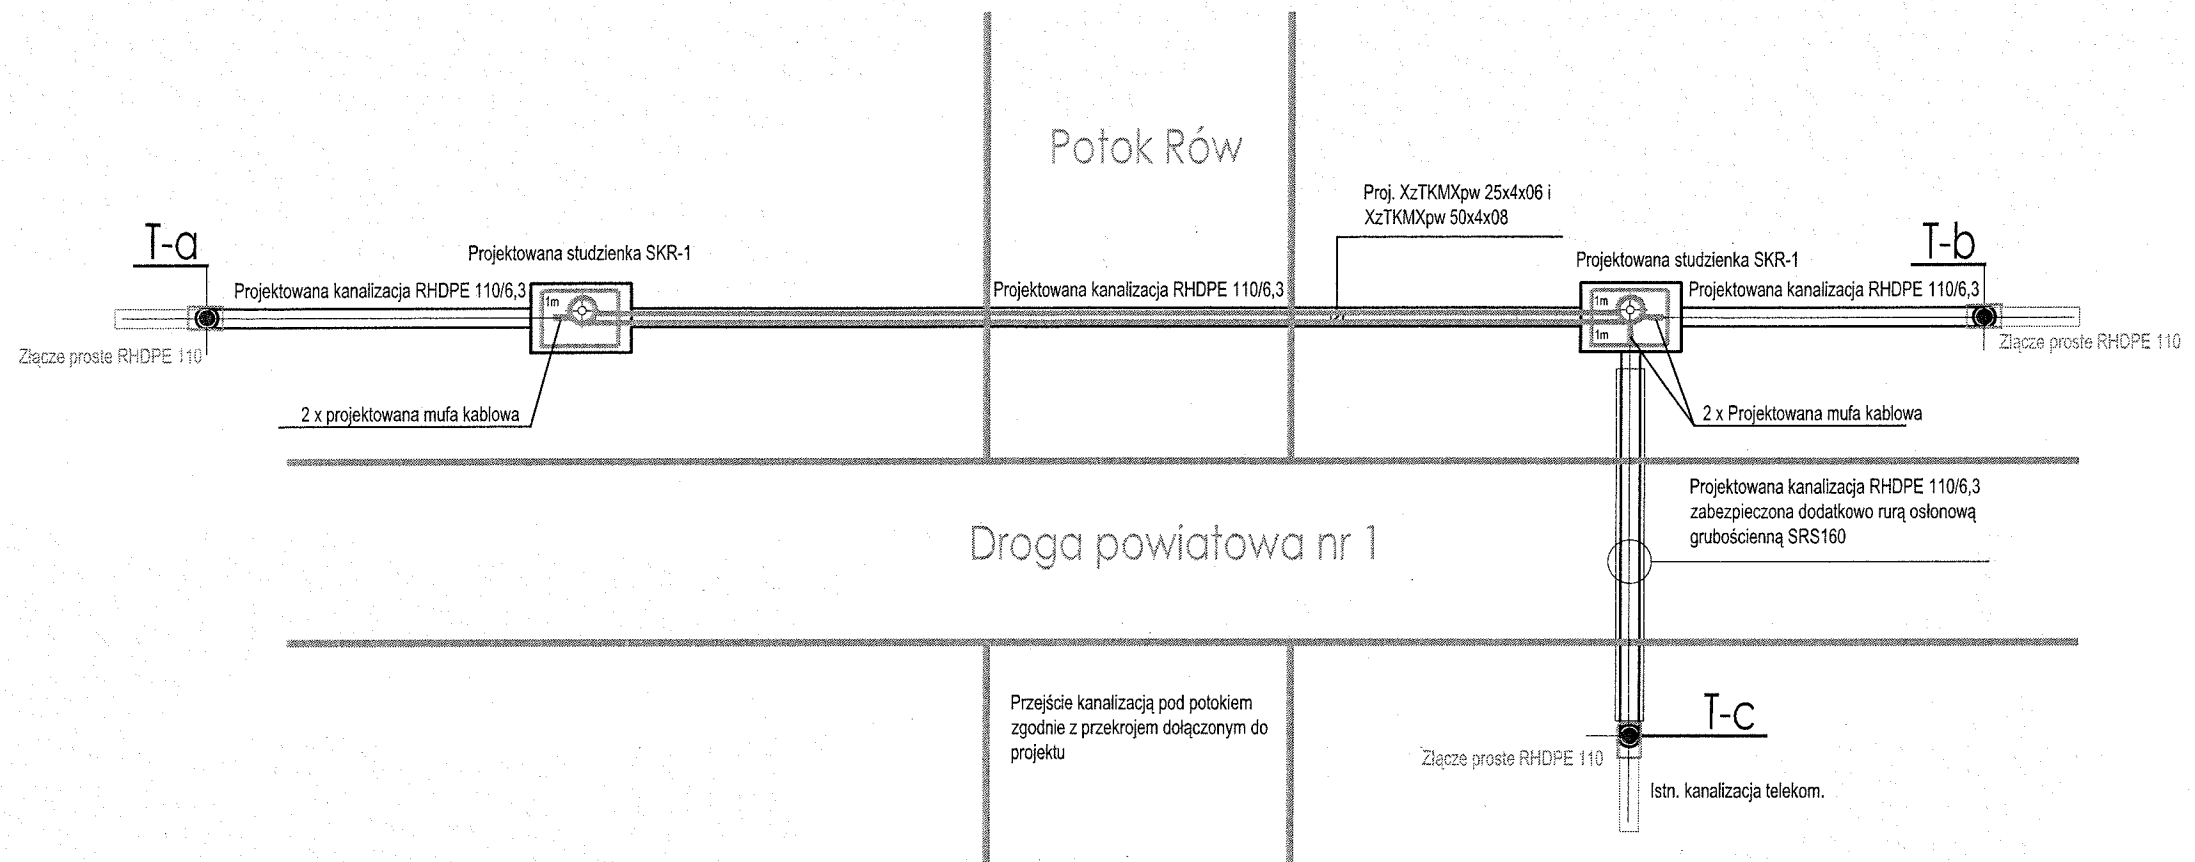 Potok Rów
Proj. XzTKMXpw 25x4x06 i
XzTKMXpw 50x4x08
T-a
T-b
Projektowana studzienka SKR-1
Projektowana studzienka SKR-1
Projektowana kanalizacja RHDPE 110/6,3
1m
Projektowana kanalizacja RHDPE 110/6,3
1m
1m
Projektowana kanalizacja RHDPE 110/6,3
Złącze proste RHDPE 110
Złącze proste RHDPE 110
2 x projektowana mufa kablowa
2 x Projektowana mufa kablowa
Projektowana kanalizacja RHDPE 110/6,3
zabezpieczona dodatkowo rurą osłonową
grubościenną SRS160
Droga powiatowa nr 1
Przejście kanalizacją pod potokiem
zgodnie z przekrojem dołączonym do
projektu
T-c
Złącze proste RHDPE 110
Istn. kanalizacja telekom.